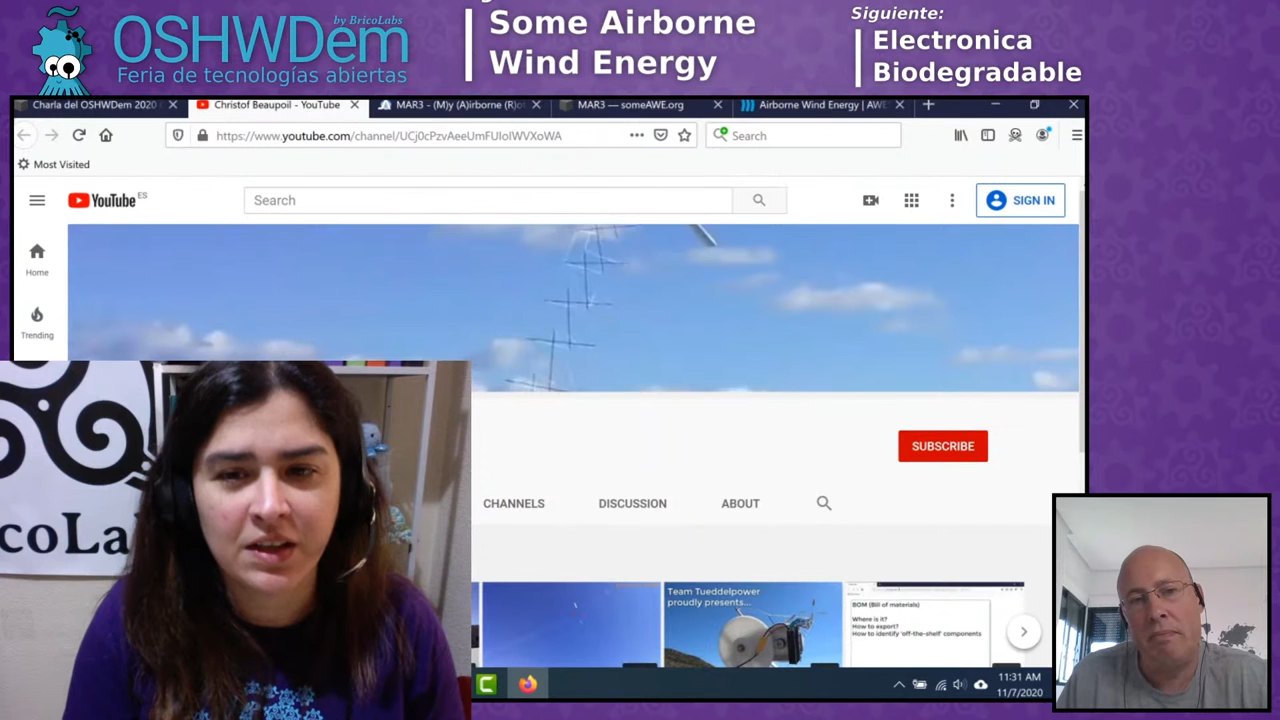 by BricoLabs
OSHWDem
Feria de tecnologías abiertas
Some Airborne
Wind Energy
Siguiente:
Electronica
Biodegradable
Charla del OSHWDem 2020
Christof Beaupoil - YouTube
MAR3 - (M)y (A)irborne (R)ot
MAR3 — someAWE.org
Airborne Wind Energy | AWE
https://www.youtube.com/channel/UCj0cPzvAeeUmFUIolWVXoWA
Search
Most Visited
YouTube ES
Search
SIGN IN
Home
Trending
SUBSCRIBE
CHANNELS
DISCUSSION
ABOUT
coLa
Team Tueddelpower
proudly presents...
BOM (Bill of materials)
Where is it?
How to export?
How to identify 'off-the-shelf' components
11:31 AM
11/7/2020